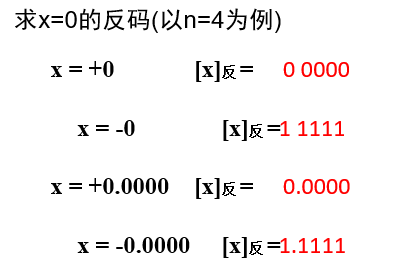 求x=0的反码(以n=4为例)
x = +0 [x]反 = 0 0000
x = -0 [x]反 =1 1111
x = +0.0000 [x]反 = 0.0000
x = -0.0000 [x]反 =1.1111